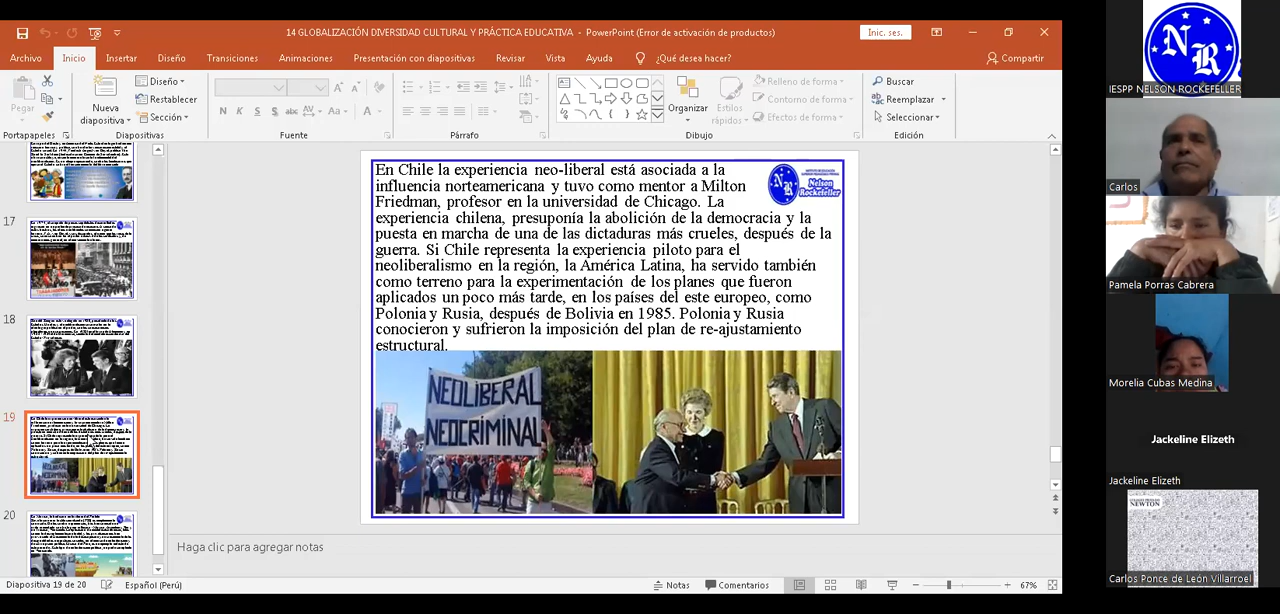 14 GLOBALIZACIÓN DIVERSIDAD CULTURAL Y PRÁCTICA EDUCATIVA - PowerPoint (Error de activación de productos)
Inic. ses.
Archivo Inicio Insertar Diseño Transiciones Animaciones Presentación con diapositivas Revisar Vista Ayuda ¿Qué desea hacer? Compartir
Pegar
Nueva diapositiva
Diseño
Restablecer
Sección
N K S S abc AV Aa A
Organizar
Estilos rápidos
Relleno de forma
Contorno de forma
Efectos de forma
Buscar
Reemplazar
Seleccionar
Portapapeles Diapositivas Fuente Párrafo Dibujo Edición
17
18
19
20
En Chile la experiencia neo-liberal está asociada a la
influencia norteamericana y tuvo como mentor a Milton
Friedman, profesor en la universidad de Chicago. La
experiencia chilena, presuponía la abolición de la democracia y la
puesta en marcha de una de las dictaduras más crueles, después de la
guerra. Si Chile representa la experiencia piloto para el
neoliberalismo en la región, la América Latina, ha servido también
como terreno para la experimentación de los planes que fueron
aplicados un poco más tarde, en los países del este europeo, como
Polonia y Rusia, después de Bolivia en 1985. Polonia y Rusia
conocieron y sufrieron la imposición del plan de re-ajustamiento
estructural.
NR
Nelson
Rockefeller
NEOLIBERAL
NEOCRIMINAL
Haga clic para agregar notas
Diapositiva 19 de 20 Español (Perú) Notas Comentarios 67%
NR
IESPP NELSON ROCKEFELLER
Carlos
Pamela Porras Cabrera
Morelia Cubas Medina
Jackeline Elizeth
Jackeline Elizeth
NEWTON
Carlos Ponce de León Villarroel